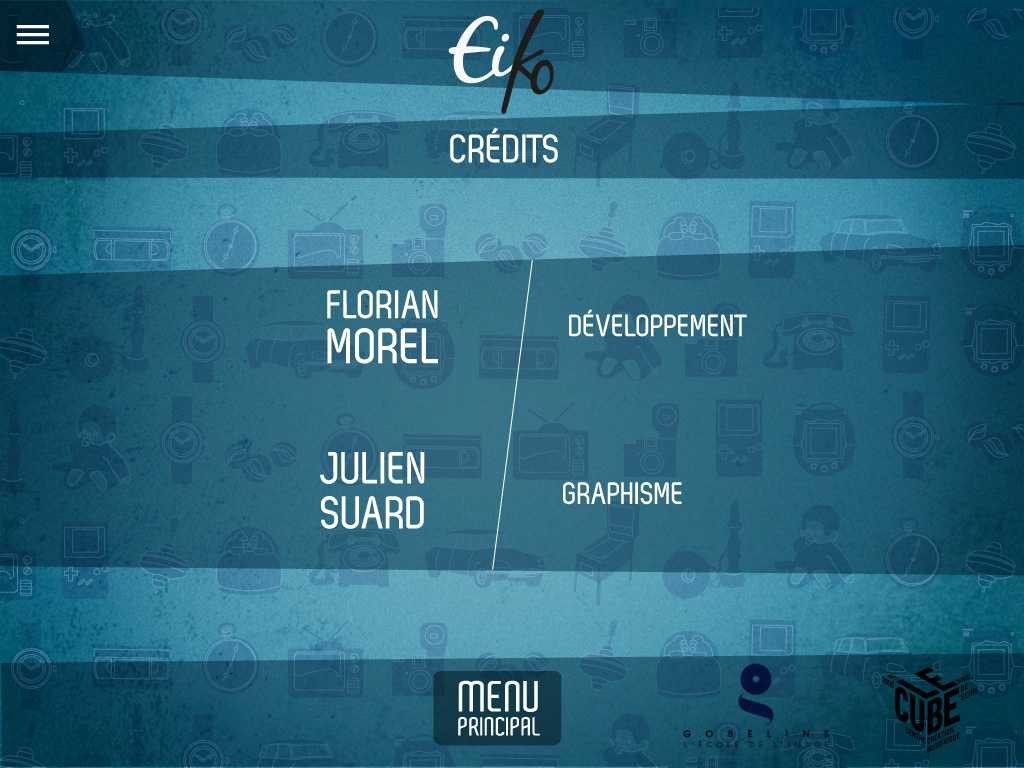 Eiko
CRÉDITS
FLORIAN
MOREL
DÉVELOPPEMENT
JULIEN
SUARD
GRAPHISME
MENU
PRINCIPAL
g
GOBELINS
L'ÉCOLE DE L'IMAGE
LE
CUBE
CENTRE
CRÉATION
NUMÉRIQUE
DE
SEINE